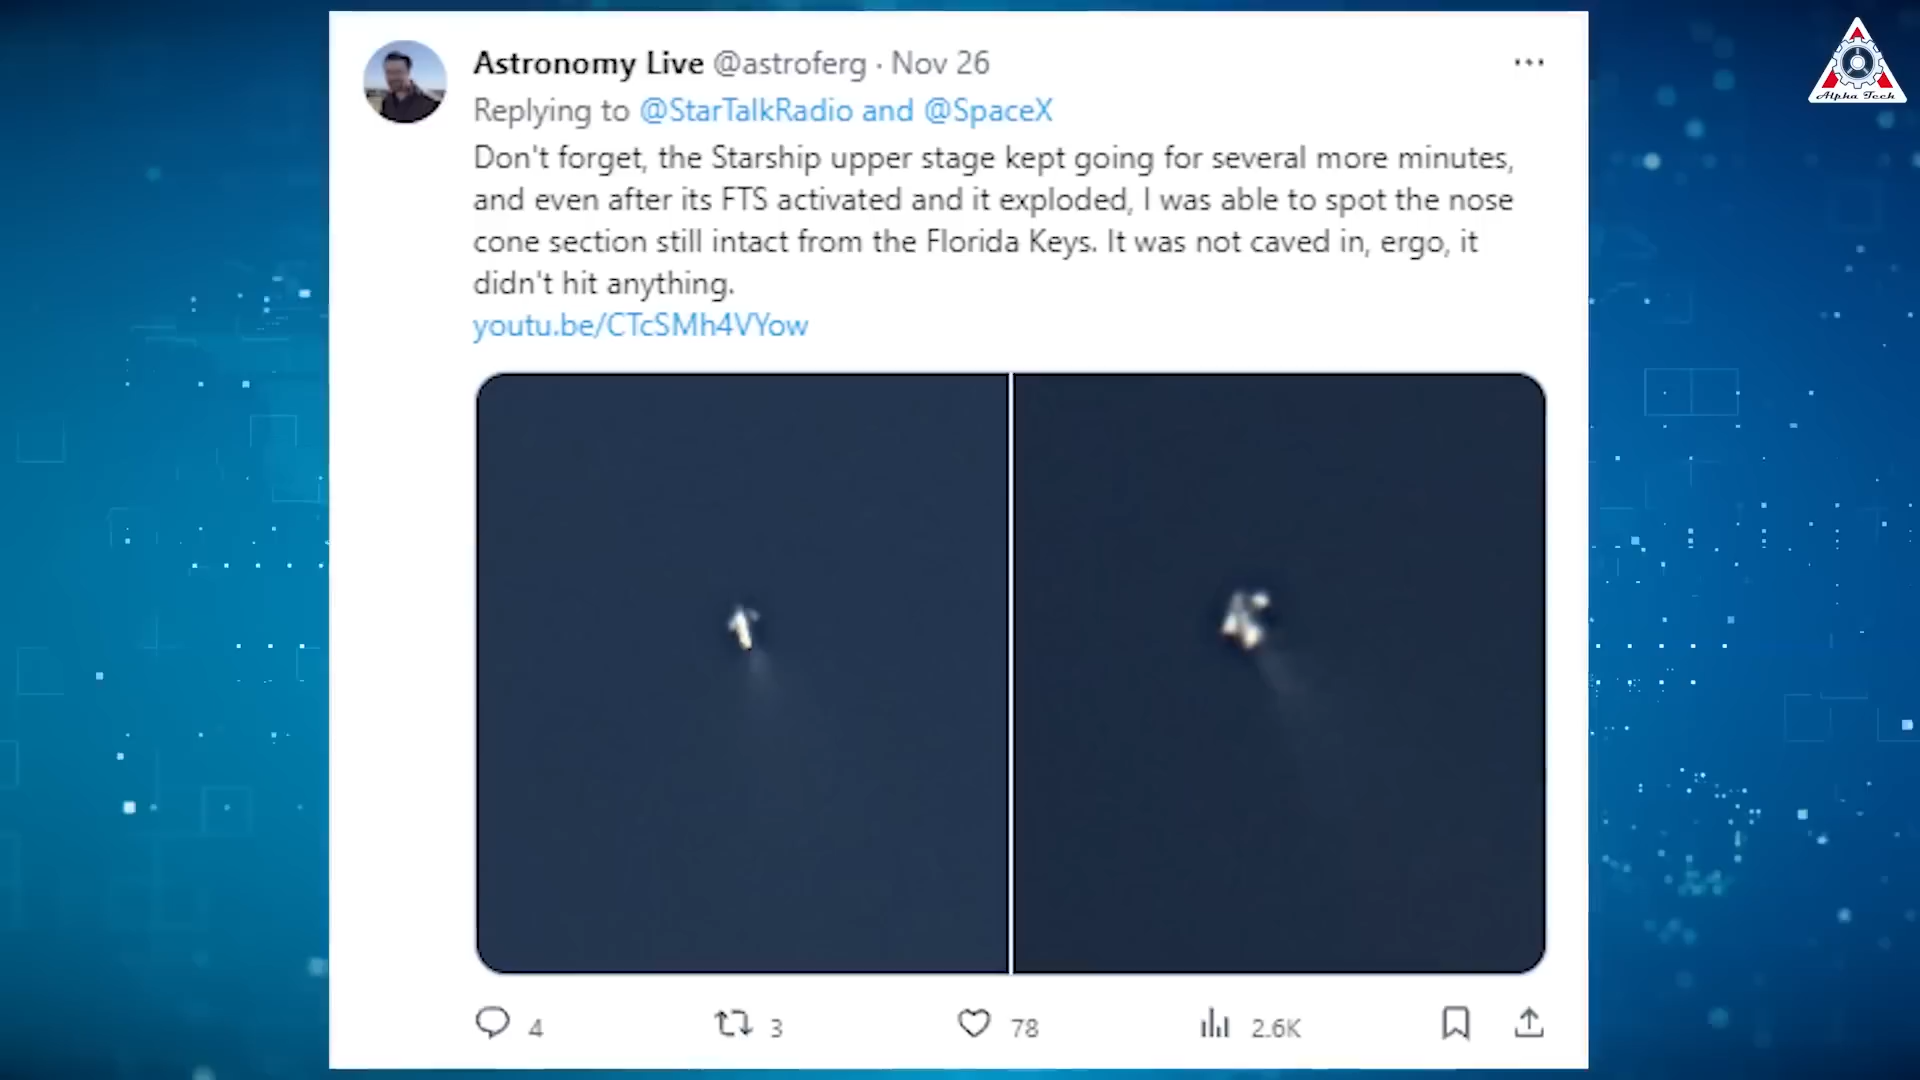 Astronomy Live @astroferg · Nov 26
Replying to @StarTalkRadio and @SpaceX
Don't forget, the Starship upper stage kept going for several more minutes,
and even after its FTS activated and it exploded, I was able to spot the nose
cone section still intact from the Florida Keys. It was not caved in, ergo, it
didn't hit anything.
youtu.be/CTcSMh4VYow
4 3 78 2.6K
Alpha Tech